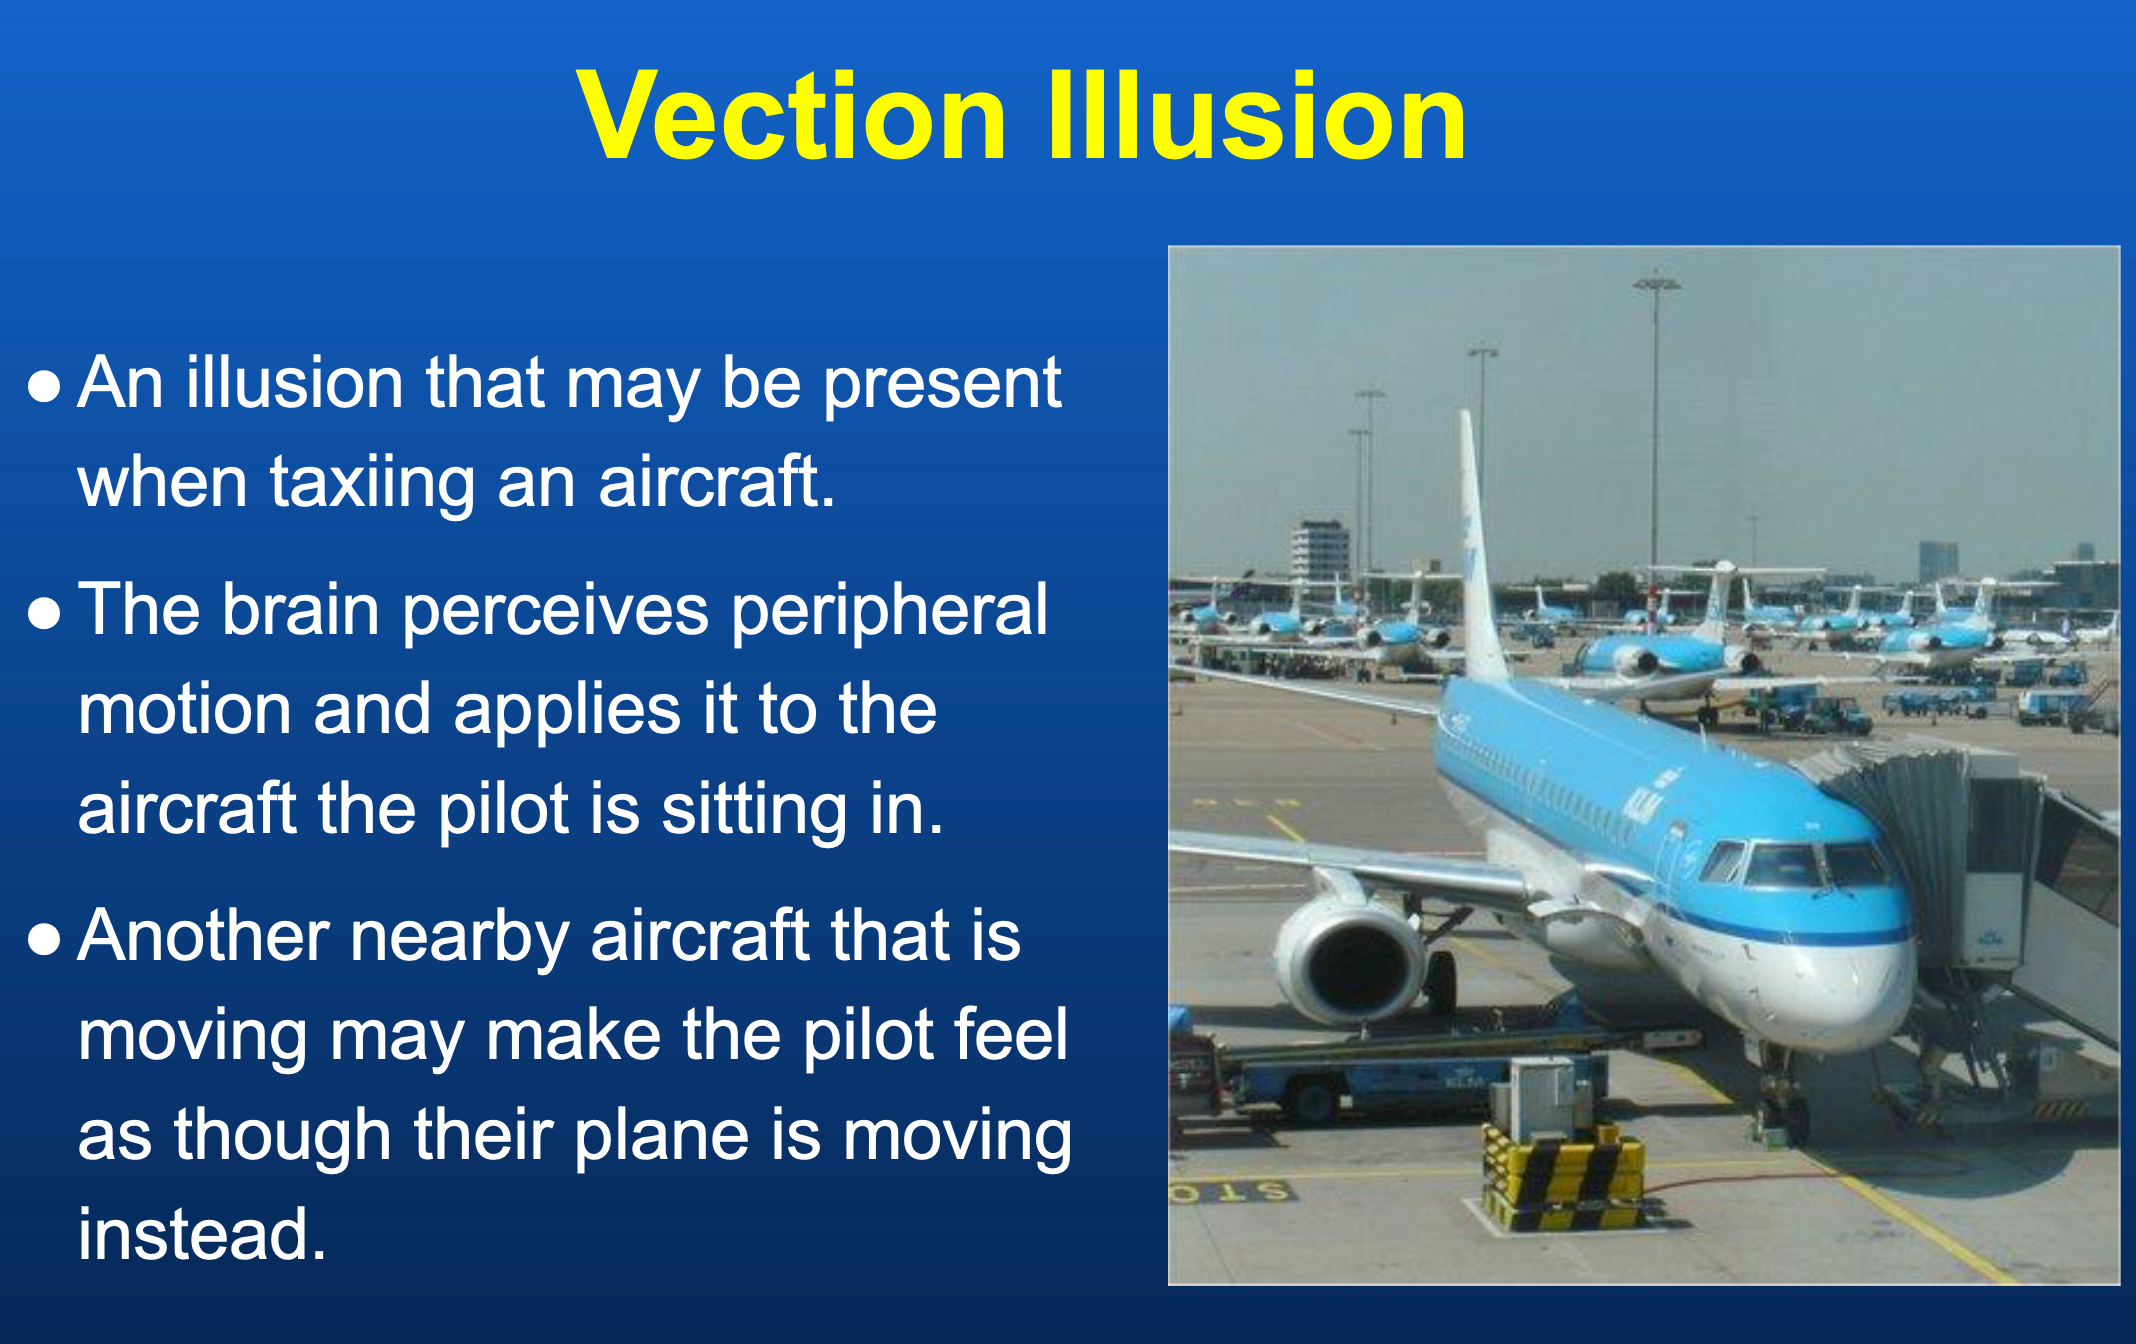 Vection Illusion
● An illusion that may be present
when taxiing an aircraft.
● The brain perceives peripheral
motion and applies it to the
aircraft the pilot is sitting in.
● Another nearby aircraft that is
moving may make the pilot feel
as though their plane is moving
instead.
KLM
STO